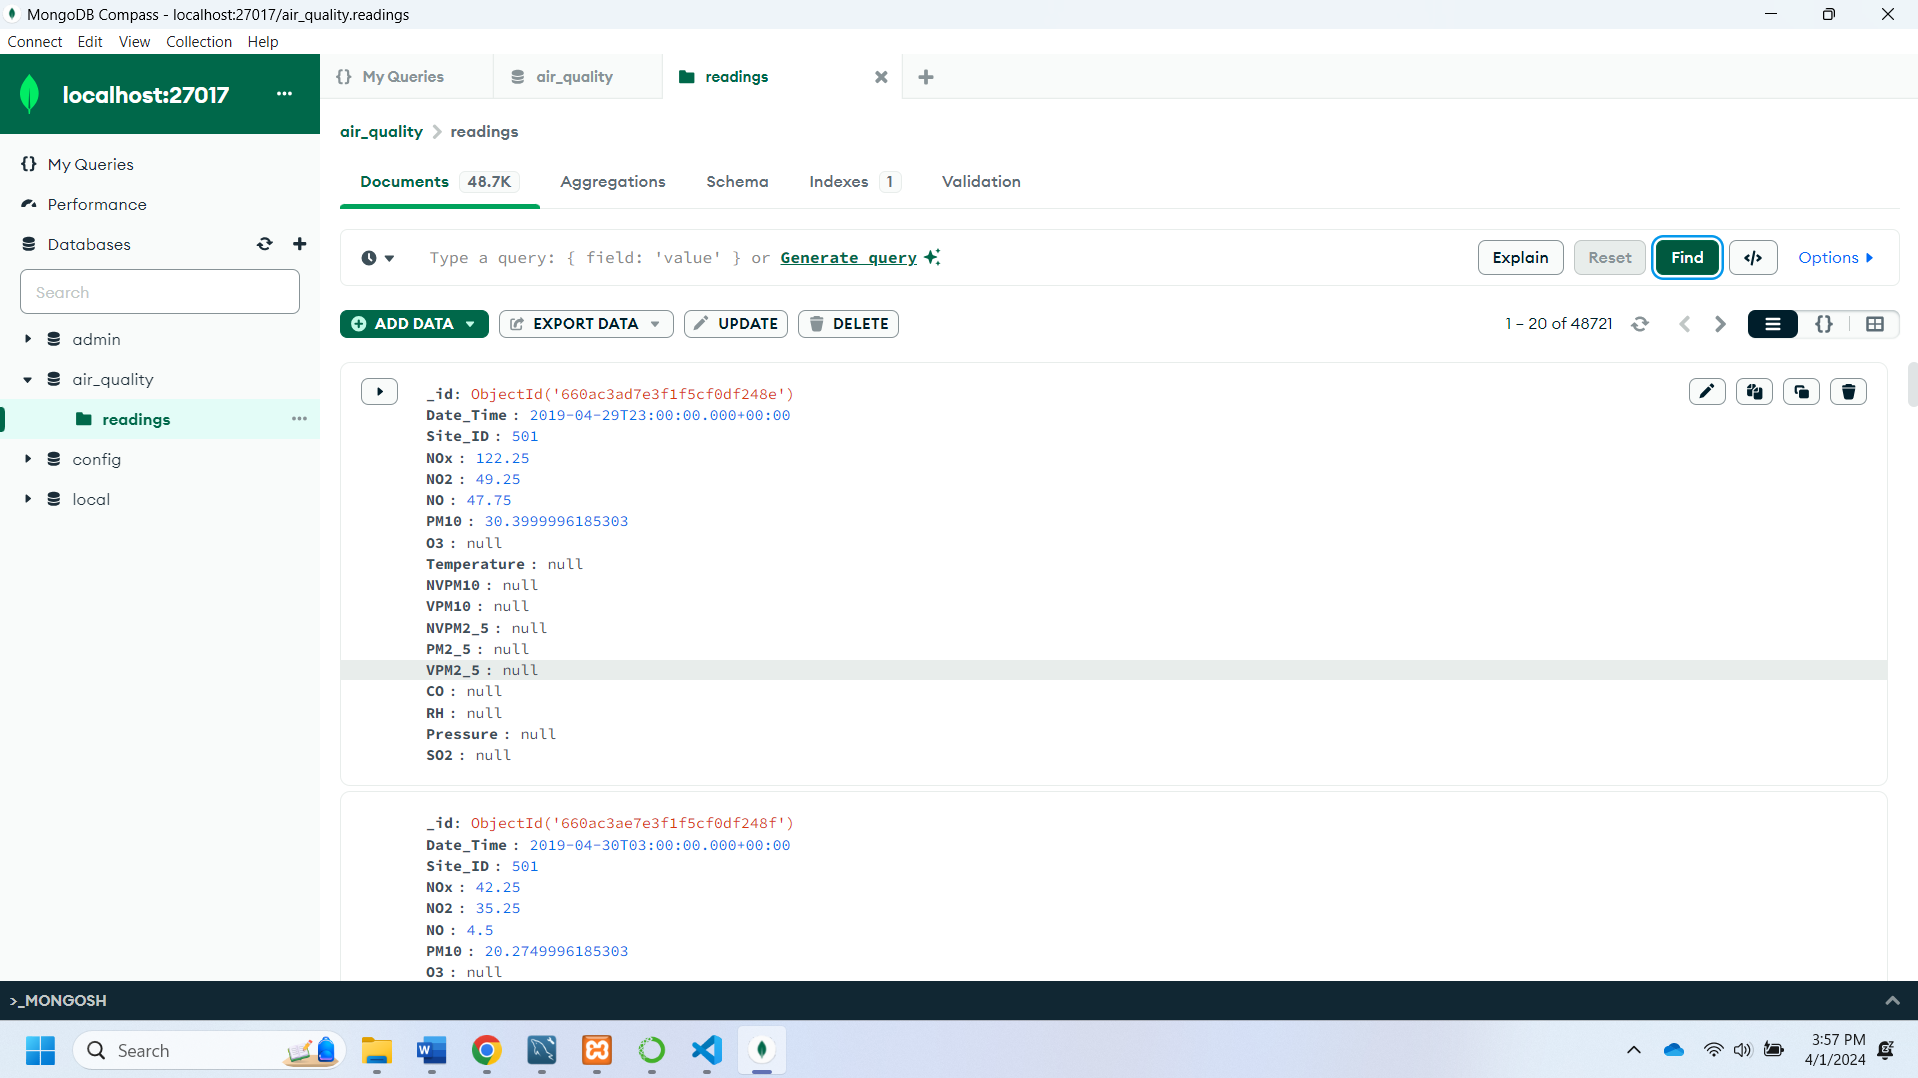 MongoDB Compass - localhost:27017/air_quality.readings
Connect Edit View Collection Help
localhost:27017 ...
My Queries
Performance
Databases
Search
admin
air_quality
readings
config
local
{} My Queries air_quality readings
air_quality > readings
Documents 48.7K Aggregations Schema Indexes 1 Validation
Type a query: { field: 'value' } or Generate query
Explain Reset Find </> Options
ADD DATA EXPORT DATA UPDATE DELETE
1 – 20 of 48721 {}
_id: ObjectId('660ac3ad7e3f1f5cf0df248e')
Date_Time : 2019-04-29T23:00:00.000+00:00
Site_ID : 501
NOx : 122.25
NO2 : 49.25
NO : 47.75
PM10 : 30.3999996185303
O3 : null
Temperature : null
NVPM10 : null
VPM10 : null
NVPM2_5 : null
PM2_5 : null
VPM2_5 : null
CO : null
RH : null
Pressure : null
SO2 : null
_id: ObjectId('660ac3ae7e3f1f5cf0df248f')
Date_Time : 2019-04-30T03:00:00.000+00:00
Site_ID : 501
NOx : 42.25
NO2 : 35.25
NO : 4.5
PM10 : 20.2749996185303
O3 : null
>_MONGOSH
Search
3:57 PM
4/1/2024